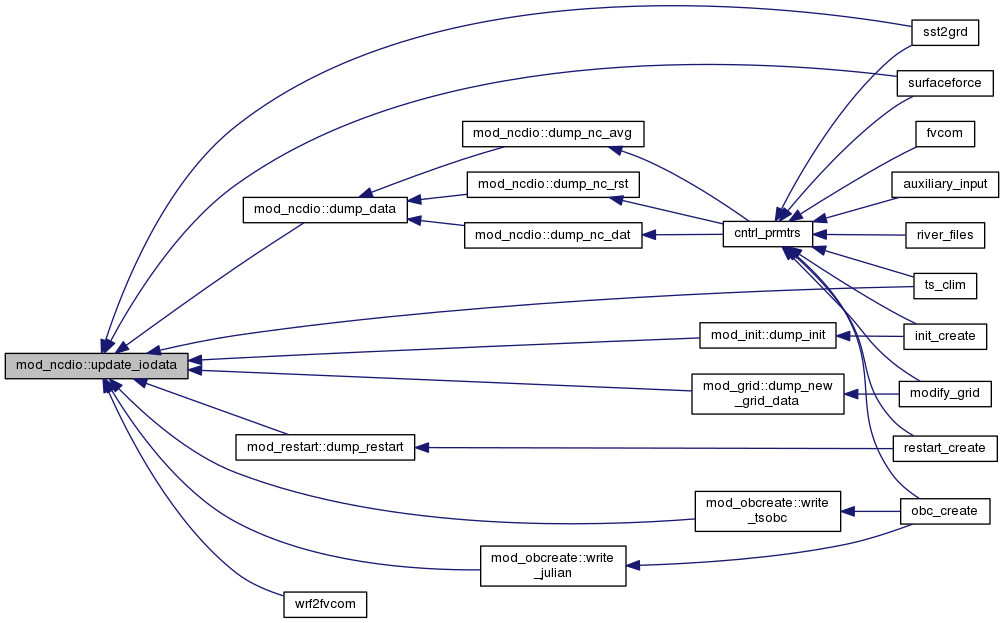 sst2grd
surfaceforce
mod_ncdio::dump_nc_avg
fvcom
mod_ncdio::dump_nc_rst
auxiliary_input
mod_ncdio::dump_data
mod_ncdio::dump_nc_dat
cntrl_prmtrs
river_files
ts_clim
mod_init::dump_init
init_create
mod_ncdio::update_iodata
mod_grid::dump_new
_grid_data
modify_grid
mod_restart::dump_restart
restart_create
mod_obcreate::write
_tsobc
obc_create
mod_obcreate::write
_julian
wrf2fvcom